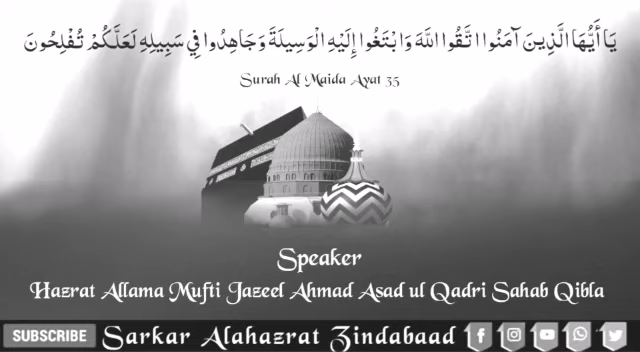 يَا أَيُّهَا الَّذِينَ آمَنُوا اتَّقُوا اللَّهَ وَابْتَغُوا إِلَيْهِ الْوَسِيلَةَ وَجَاهِدُوا فِي سَبِيلِهِ لَعَلَّكُمْ تُفْلِحُونَ
Surah Al Maida Ayat 35
Speaker
Hazrat Allama Mufti Jazeel Ahmad Asad ul Qadri Sahab Qibla
SUBSCRIBE Sarkar Alahazrat Zindabaad